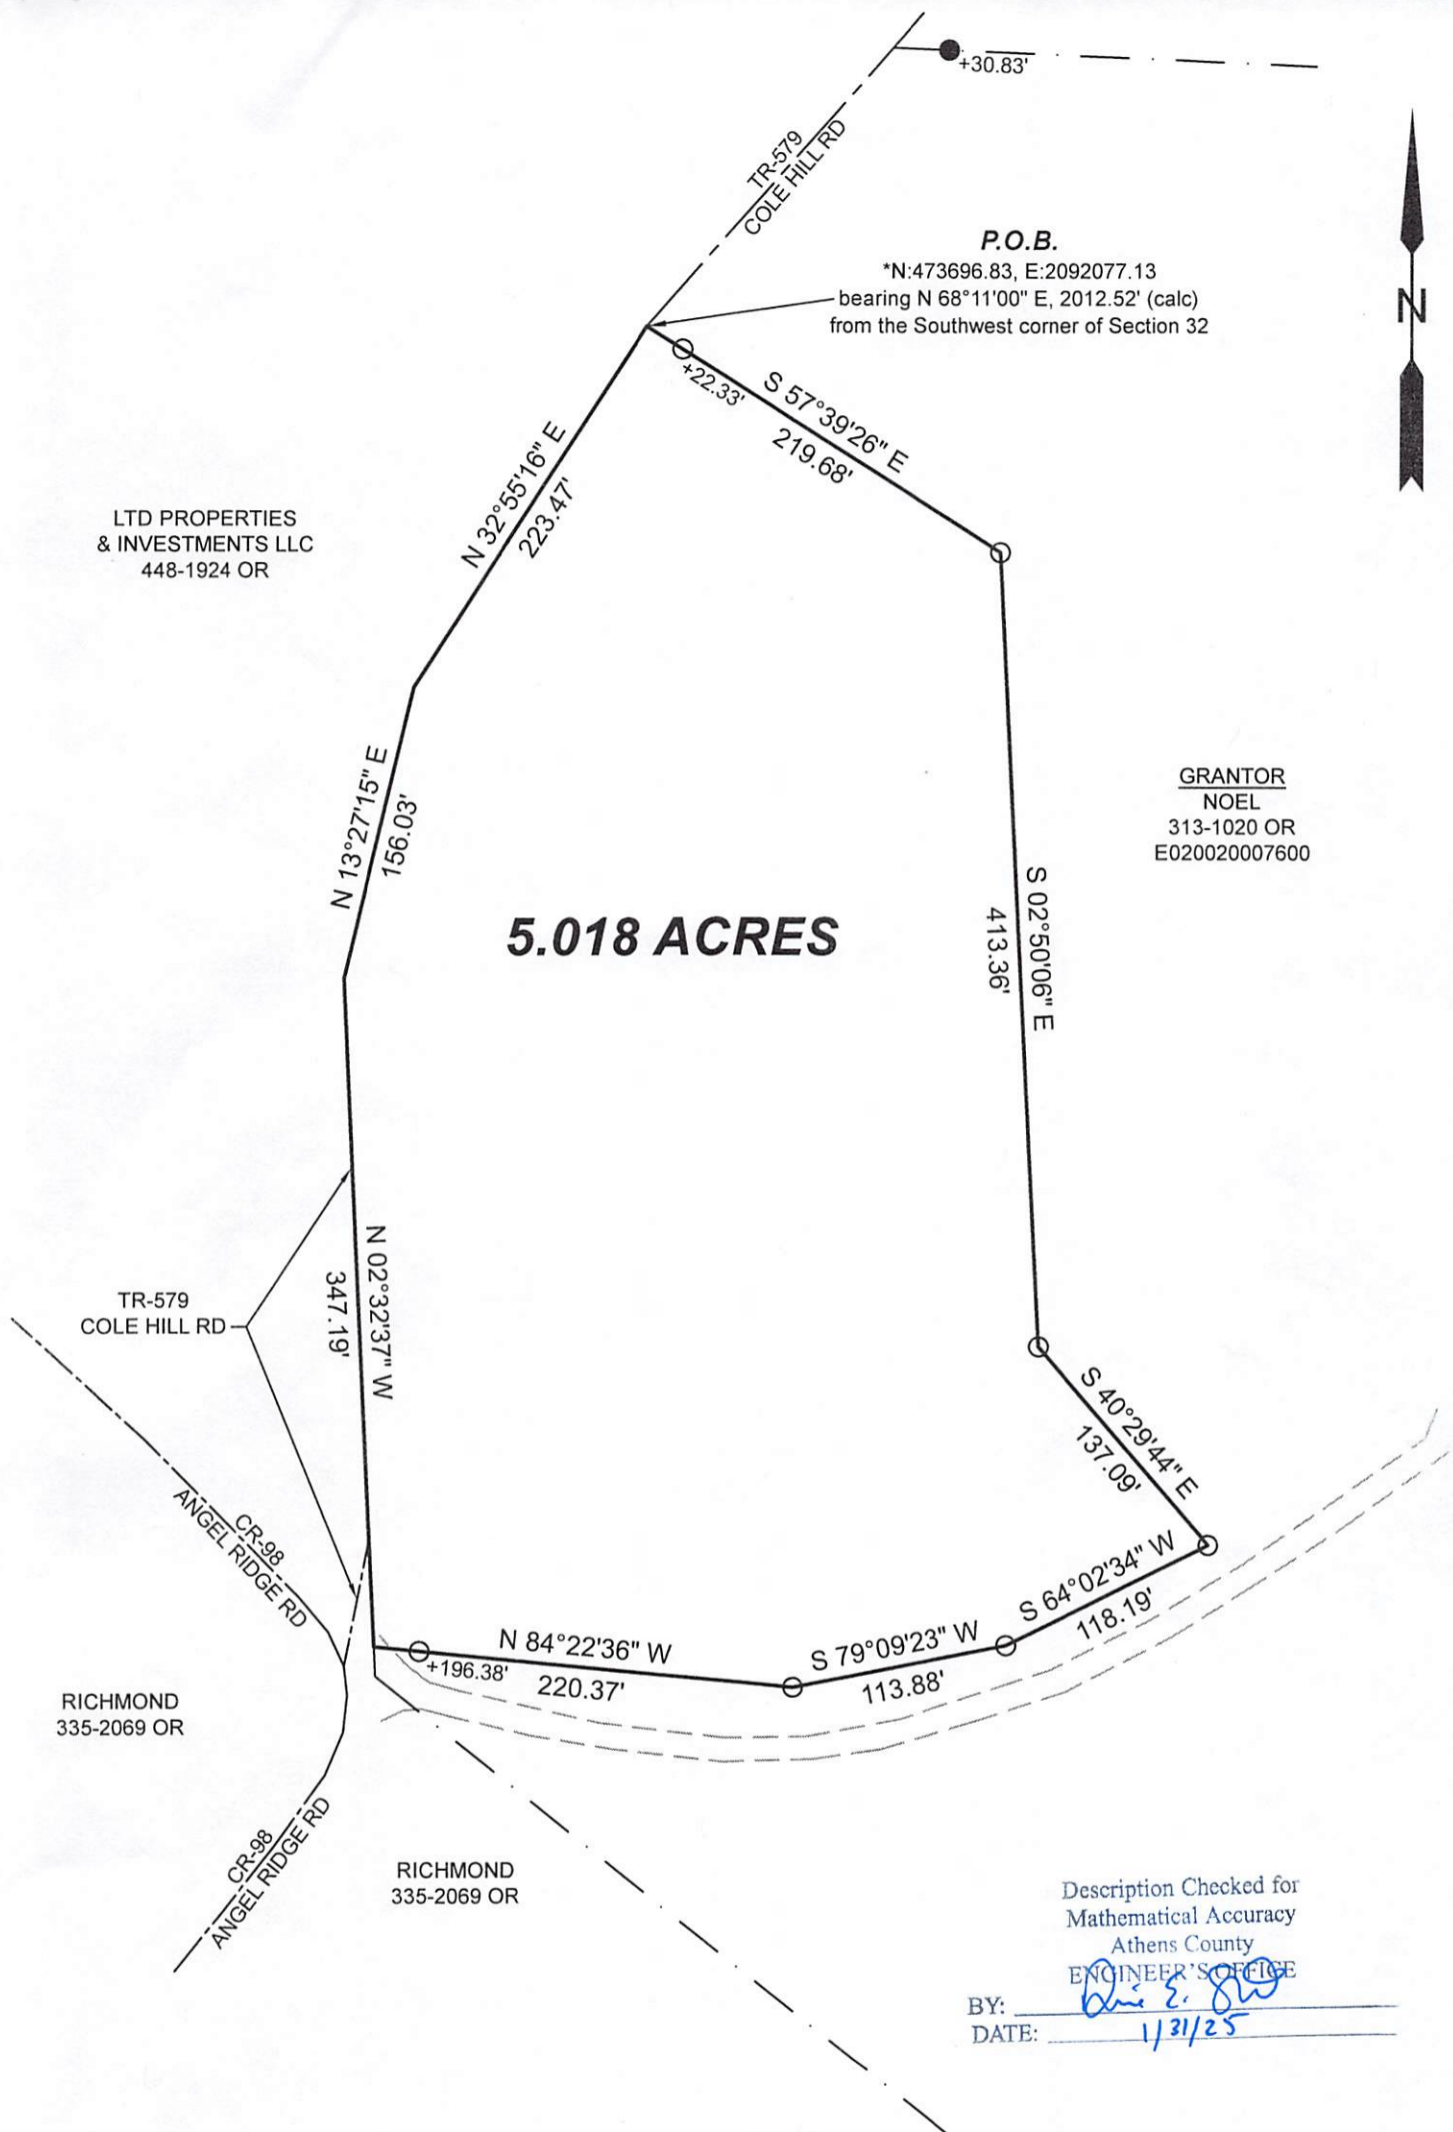 +30.83'
TR-579
COLE HILL RD
P.O.B.
*N:473696.83, E:2092077.13
bearing N 68°11'00" E, 2012.52' (calc)
from the Southwest corner of Section 32
N
+22.33'
S 57°39'26" E
219.68'
N 32°55'16" E
223.47'
LTD PROPERTIES
& INVESTMENTS LLC
448-1924 OR
N 13°27'15" E
156.03'
GRANTOR
NOEL
313-1020 OR
E020020007600
5.018 ACRES
S 02°50'06" E
413.36'
N 02°32'37" W
347.19'
TR-579
COLE HILL RD
S 40°29'44" E
137.09'
CR-98
ANGEL RIDGE RD
S 64°02'34" W
118.19'
S 79°09'23" W
113.88'
N 84°22'36" W
+196.38'
220.37'
RICHMOND
335-2069 OR
CR-98
ANGEL RIDGE RD
RICHMOND
335-2069 OR
Description Checked for
Mathematical Accuracy
Athens County
ENGINEER'S OFFICE
BY:
DATE: 1/31/25